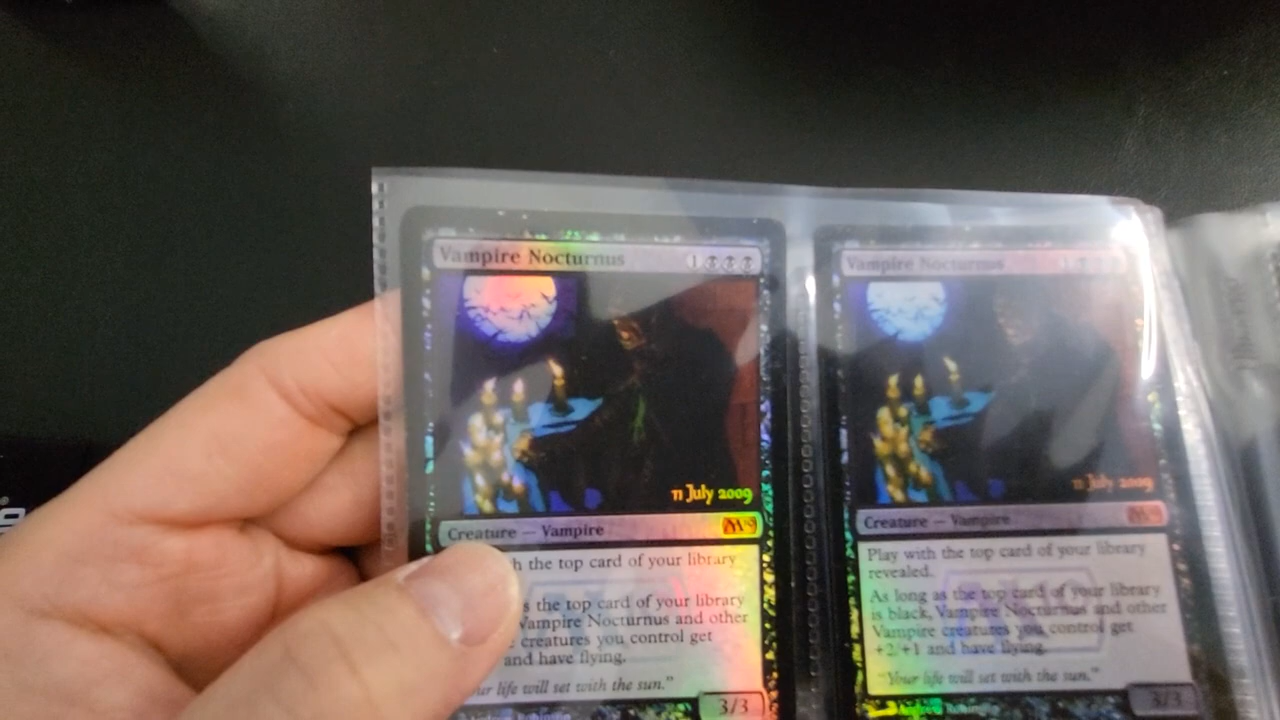 Vampire Nocturnus 1
11 July 2009
Creature — Vampire
h the top card of your library
s the top card of your library
Vampire Nocturnus and other
creatures you control get
and have flying.
ur life will set with the sun."
3/3
Vampire Nocturnus 1
11 July 2009
Creature — Vampire
Play with the top card of your library
revealed.
As long as the top card of your library
is black, Vampire Nocturnus and other
Vampire creatures you control get
+2/+1 and have flying.
"Your life will set with the sun."
3/3